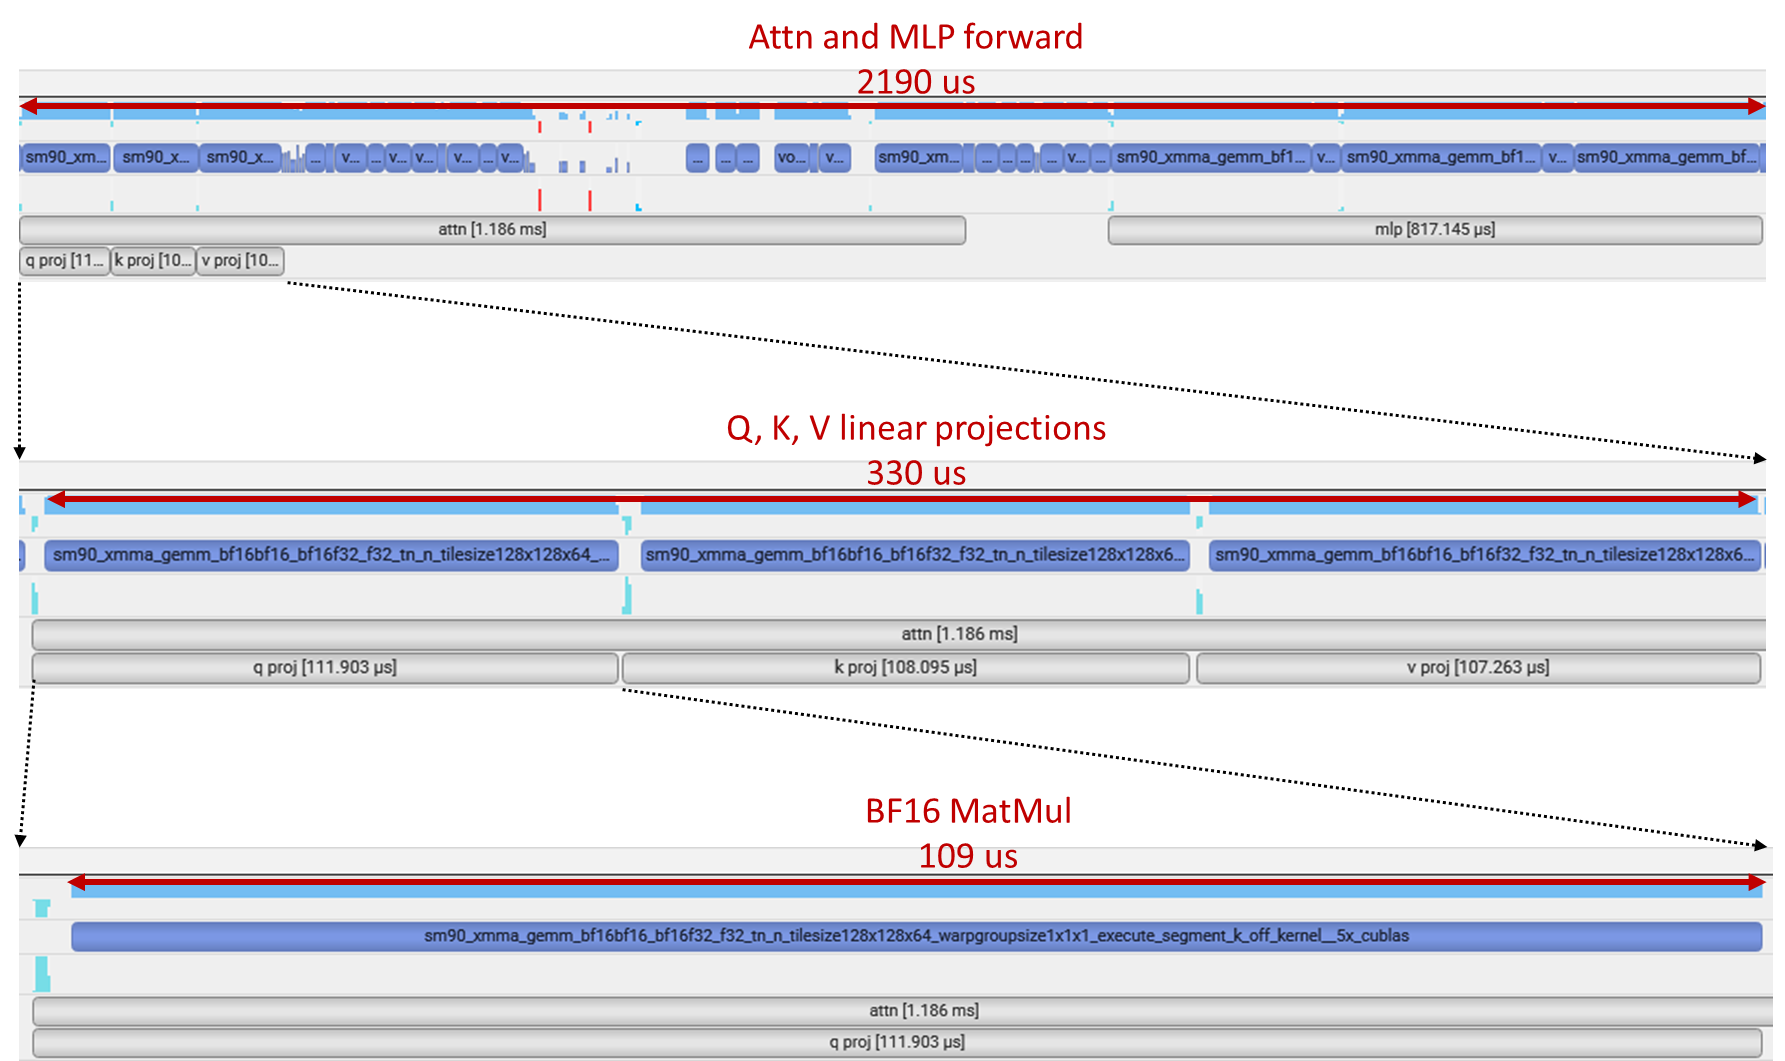 Attn and MLP forward
2190 us
sm90_xm... sm90_x... sm90_x... ... v... ... v... v... v... ... v... ... ... ... vo... v... sm90_xm... ... ... ... ... v... ... sm90_xmma_gemm_bf1... v... sm90_xmma_gemm_bf1... v... sm90_xmma_gemm_bf...
attn [1.186 ms] mlp [817.145 µs]
q proj [11... k proj [10... v proj [10...
Q, K, V linear projections
330 us
sm90_xmma_gemm_bf16bf16_bf16f32_f32_tn_n_tilesize128x128x64_... sm90_xmma_gemm_bf16bf16_bf16f32_f32_tn_n_tilesize128x128x6... sm90_xmma_gemm_bf16bf16_bf16f32_f32_tn_n_tilesize128x128x6...
attn [1.186 ms]
q proj [111.903 µs] k proj [108.095 µs] v proj [107.263 µs]
BF16 MatMul
109 us
sm90_xmma_gemm_bf16bf16_bf16f32_f32_tn_n_tilesize128x128x64_warpgroupsize1x1x1_execute_segment_k_off_kernel__5x_cublas
attn [1.186 ms]
q proj [111.903 µs]